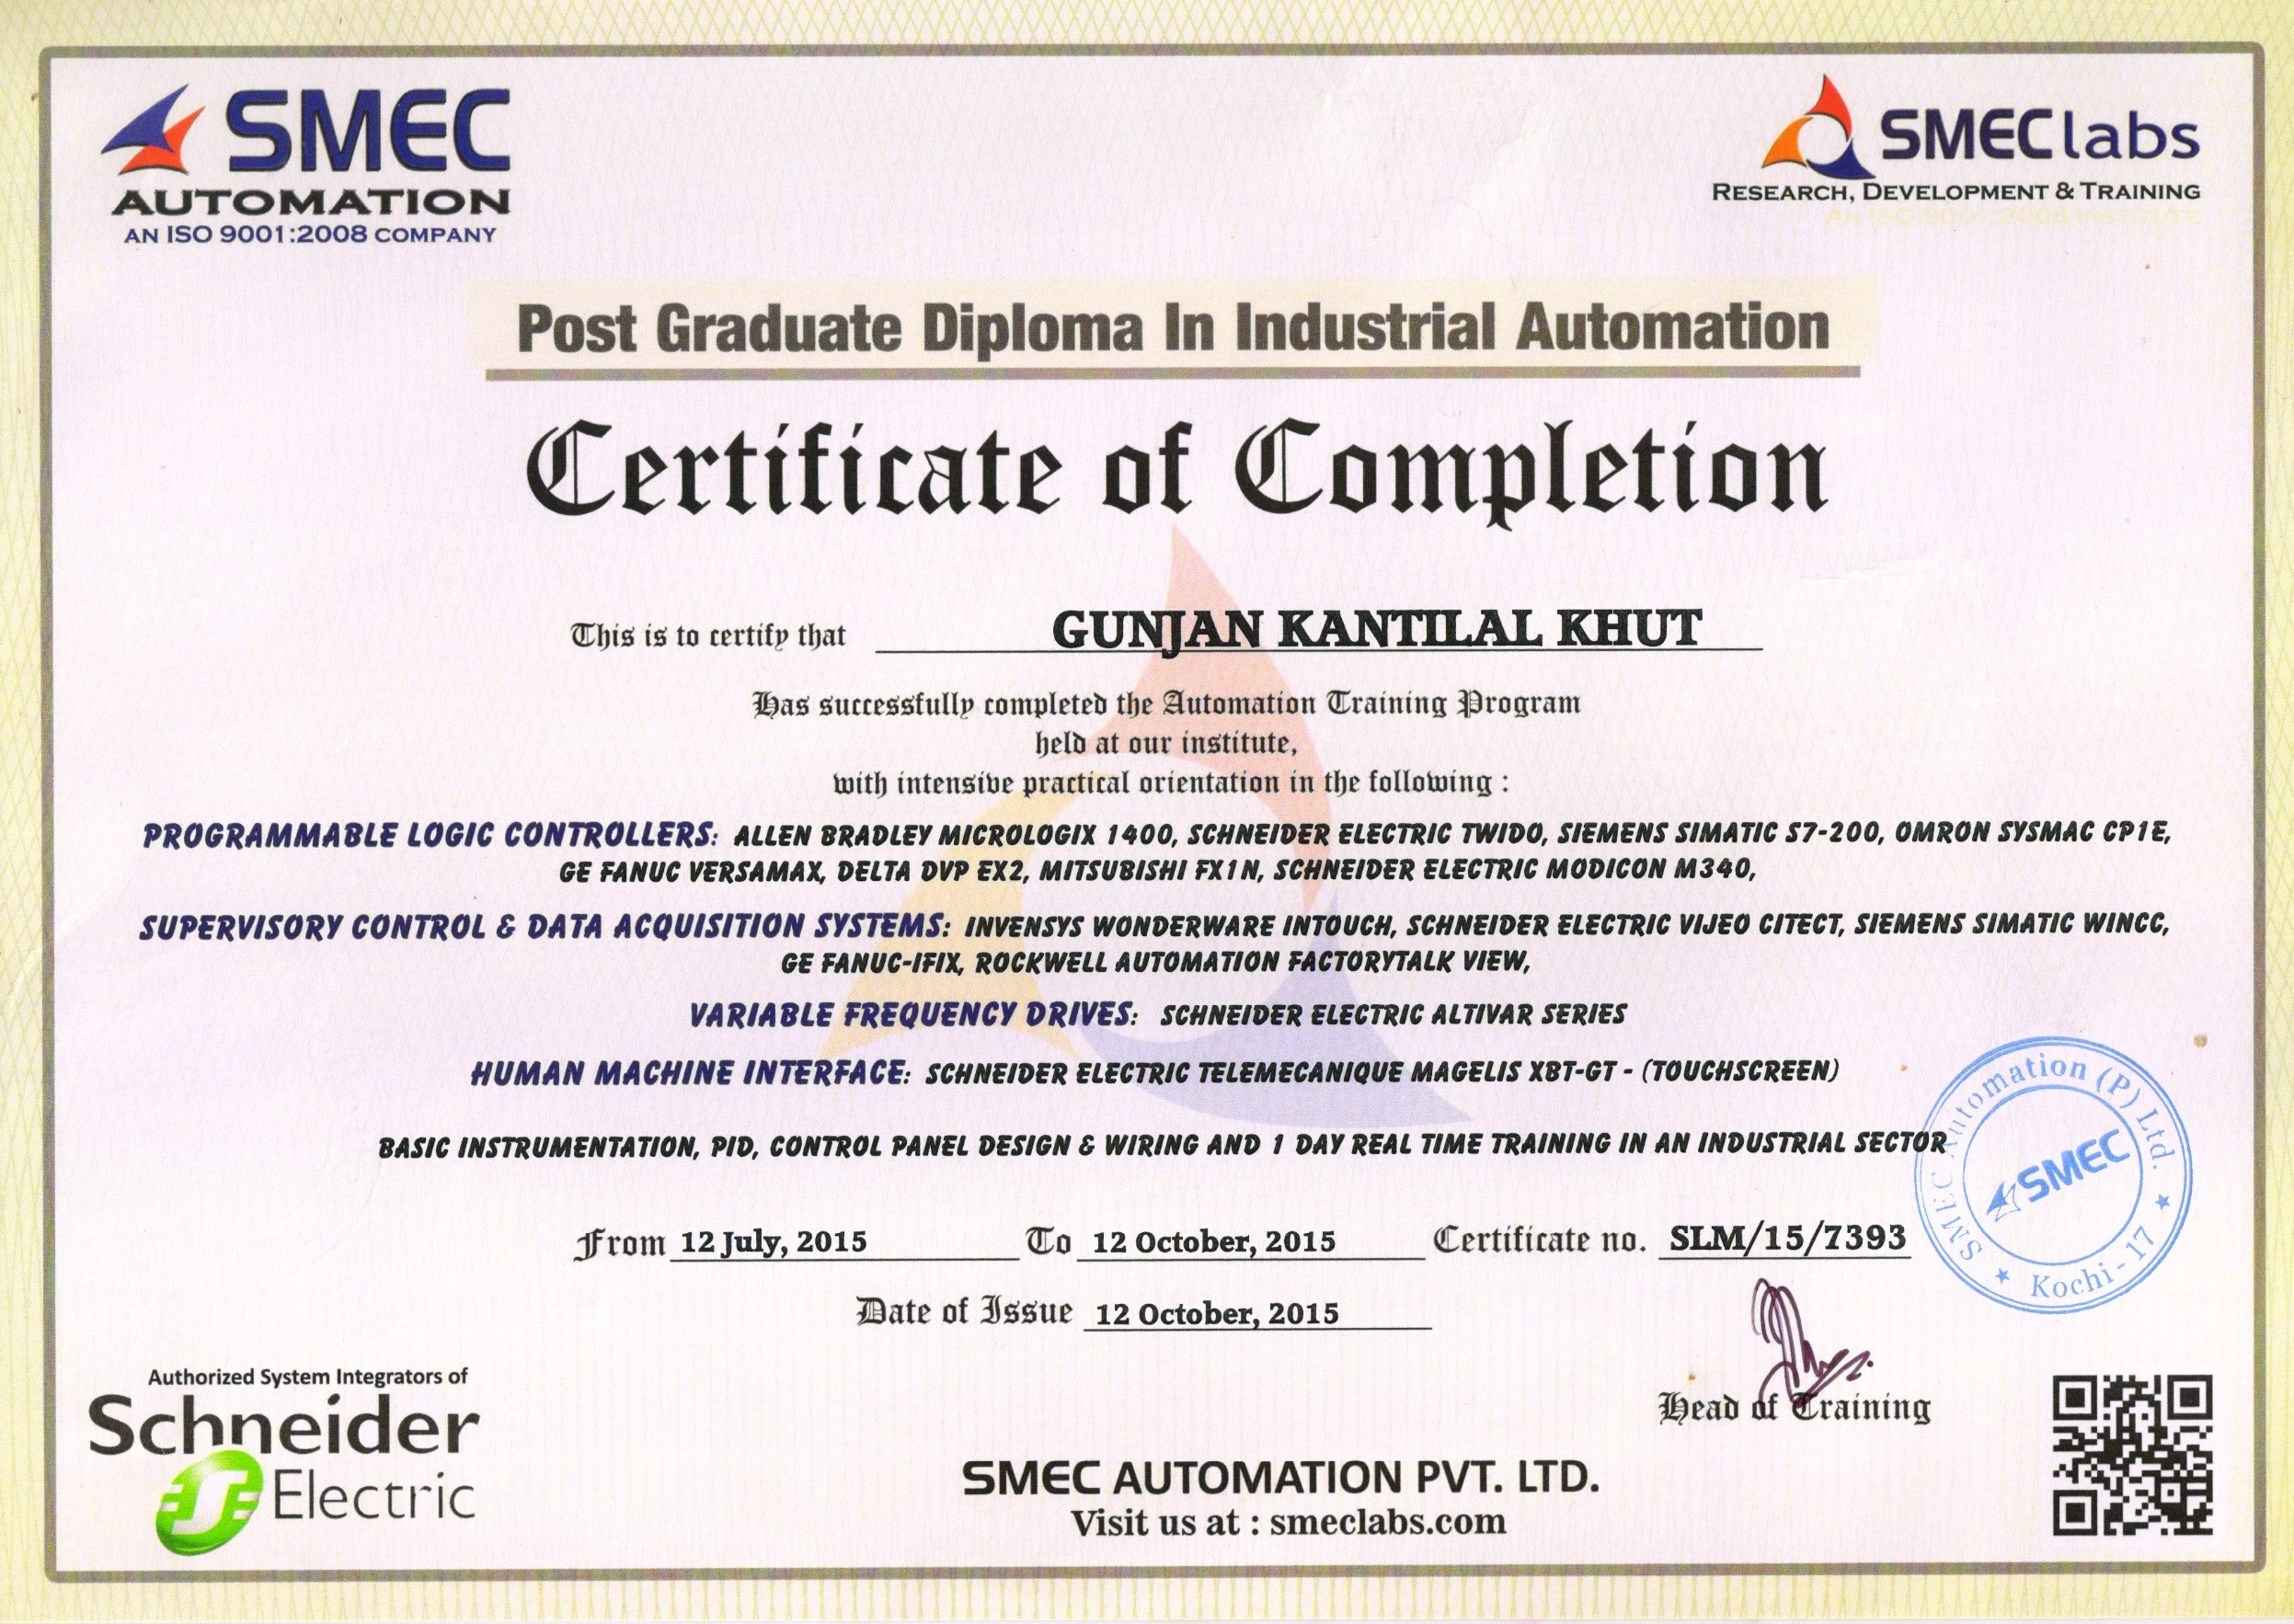 SMEC
AUTOMATION
AN ISO 9001:2008 COMPANY
SMEClabs
RESEARCH, DEVELOPMENT & TRAINING
Post Graduate Diploma In Industrial Automation
Certificate of Completion
This is to certify that GUNJAN KANTILAL KHUT
Has successfully completed the Automation Training Program
held at our institute,
with intensive practical orientation in the following :
PROGRAMMABLE LOGIC CONTROLLERS: ALLEN BRADLEY MICROLOGIX 1400, SCHNEIDER ELECTRIC TWIDO, SIEMENS SIMATIC S7-200, OMRON SYSMAC CP1E,
GE FANUC VERSAMAX, DELTA DVP EX2, MITSUBISHI FX1N, SCHNEIDER ELECTRIC MODICON M340,
SUPERVISORY CONTROL & DATA ACQUISITION SYSTEMS: INVENSYS WONDERWARE INTOUCH, SCHNEIDER ELECTRIC VIJEO CITECT, SIEMENS SIMATIC WINCC,
GE FANUC-IFIX, ROCKWELL AUTOMATION FACTORYTALK VIEW,
VARIABLE FREQUENCY DRIVES: SCHNEIDER ELECTRIC ALTIVAR SERIES
HUMAN MACHINE INTERFACE: SCHNEIDER ELECTRIC TELEMECANIQUE MAGELIS XBT-GT - (TOUCHSCREEN)
BASIC INSTRUMENTATION, PID, CONTROL PANEL DESIGN & WIRING AND 1 DAY REAL TIME TRAINING IN AN INDUSTRIAL SECTOR
SMEC Automation (P) Ltd.
SMEC
Kochi - 17
From 12 July, 2015 To 12 October, 2015 Certificate no. SLM/15/7393
Date of Issue 12 October, 2015
Head of Training
Authorized System Integrators of
Schneider
Electric
SMEC AUTOMATION PVT. LTD.
Visit us at : smeclabs.com